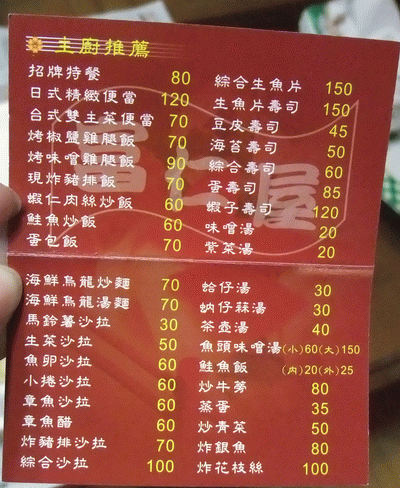 主廚推薦
招牌特餐 80
日式精緻便當 120
台式雙主菜便當 70
烤椒鹽雞腿飯 70
烤味噌雞腿飯 90
現炸豬排飯 70
蝦仁肉絲炒飯 60
鮭魚炒飯 60
蛋包飯 60
綜合生魚片 150
生魚片壽司 150
豆皮壽司 45
海苔壽司 50
綜合壽司 60
蛋壽司 85
蝦子壽司 120
味噌湯 20
紫菜湯 20
海鮮烏龍炒麵 70
海鮮烏龍湯麵 70
馬鈴薯沙拉 30
生菜沙拉 50
魚卵沙拉 60
小捲沙拉 60
章魚沙拉 60
章魚醋 60
炸豬排沙拉 70
綜合沙拉 100
蛤仔湯 30
蚋仔蒜湯 30
茶壺湯 40
魚頭味噌湯(小)60(大)150
鮭魚飯 (內)20(外)25
炒牛蒡 80
蒸蛋 35
炒青菜 50
炸銀魚 80
炸花枝絲 100